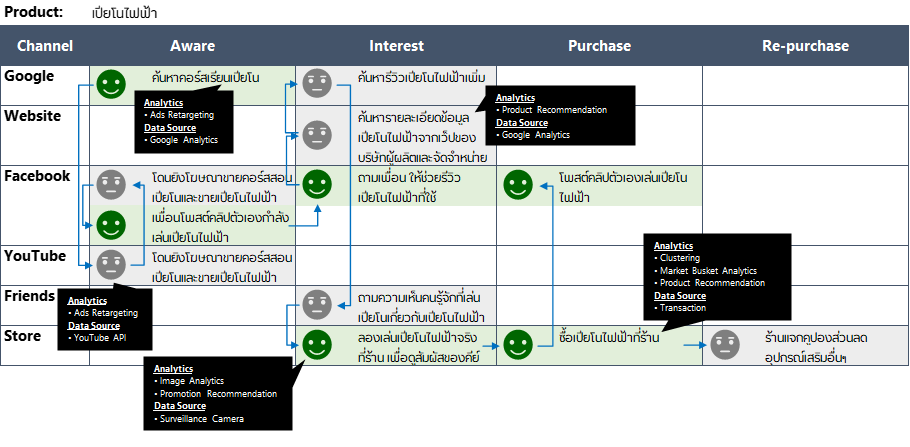 Product: เปียโนไฟฟ้า
Channel Aware Interest Purchase Re-purchase
Google ค้นหาคอร์สเรียนเปียโน ค้นหารีวิวเปียโนไฟฟ้าเพิ่ม
Analytics
• Ads Retargeting
Data Source
• Google Analytics
Analytics
• Product Recommendation
Data Source
• Google Analytics
Website ค้นหารายละเอียดข้อมูล
เปียโนไฟฟ้าจากเว็บของ
บริษัทผู้ผลิตและจัดจำหน่าย
Facebook โดนยิงโฆษณาขายคอร์สสอน
เปียโนและขายเปียโนไฟฟ้า
ถามเพื่อน ให้ช่วยรีวิว
เปียโนไฟฟ้าที่ใช้
โพสต์คลิปตัวเองเล่นเปียโน
ไฟฟ้า
เพื่อนโพสต์คลิปตัวเองกำลัง
เล่นเปียโนไฟฟ้า
YouTube โดนยิงโฆษณาขายคอร์สสอน
เปียโนและขายเปียโนไฟฟ้า
Analytics
• Clustering
• Market Busket Analytics
• Product Recommendation
Data Source
• Transaction
Friends ถามความเห็นคนรู้จักที่เล่น
เปียโนเกี่ยวกับเปียโนไฟฟ้า
Analytics
• Ads Retargeting
Data Source
• YouTube API
Store ลองเล่นเปียโนไฟฟ้าจริง
ที่ร้าน เพื่อดูสัมผัสของคีย์
ซื้อเปียโนไฟฟ้าที่ร้าน
ร้านแจกคูปองส่วนลด
อุปกรณ์เสริมอื่นๆ
Analytics
• Image Analytics
• Promotion Recommendation
Data Source
• Surveillance Camera